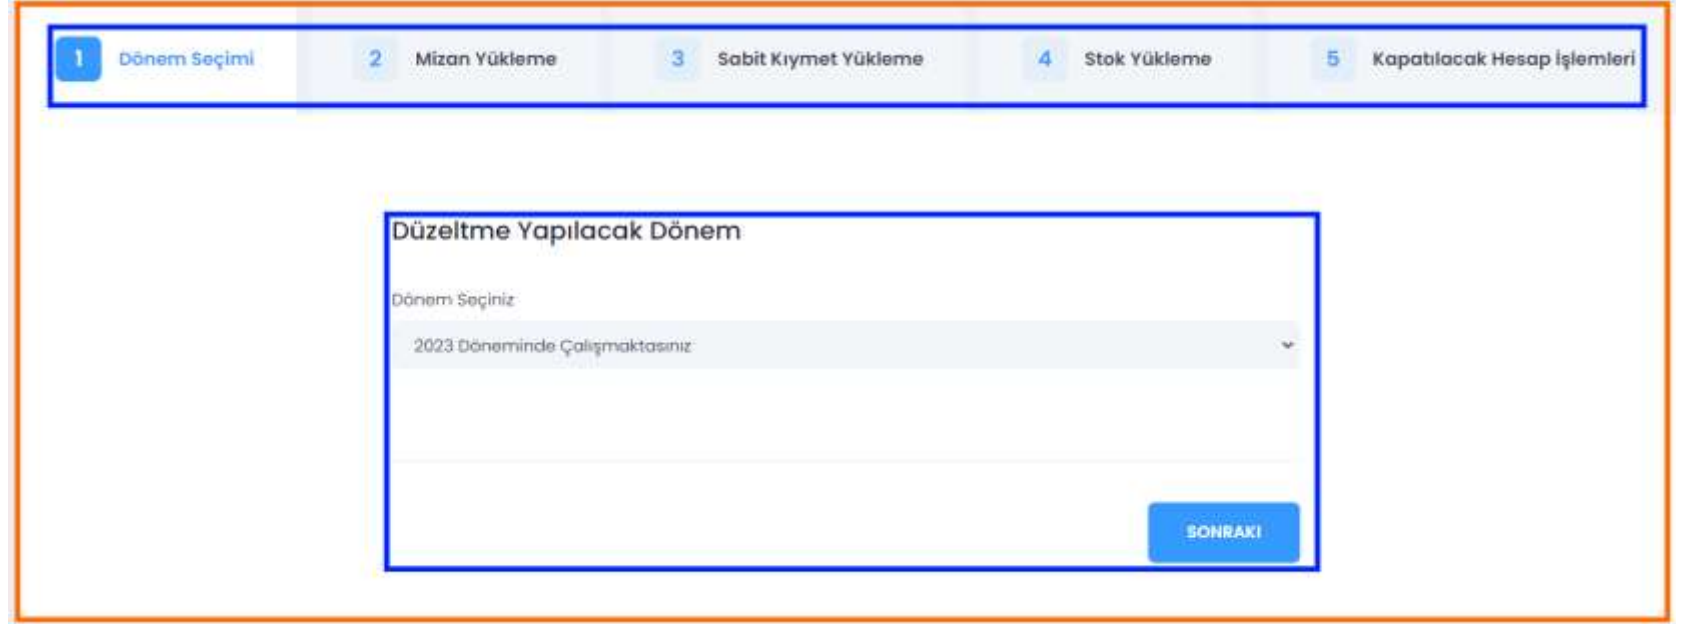 1 Dönem Seçimi 2 Mizan Yükleme 3 Sabit Kıymet Yükleme 4 Stok Yükleme 5 Kapatılacak Hesap İşlemleri
Düzeltme Yapılacak Dönem
Dönem Seçiniz
2023 Döneminde Çalışmaktasınız
SONRAKI